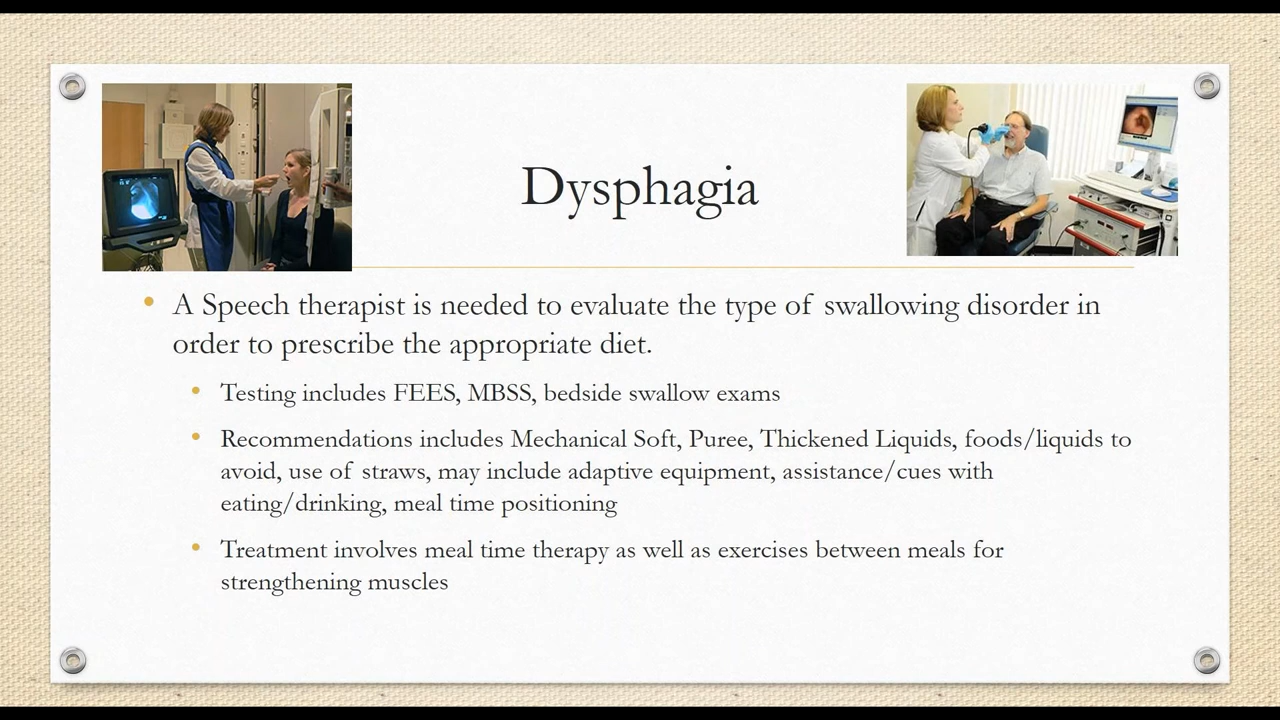 Dysphagia
A Speech therapist is needed to evaluate the type of swallowing disorder in
order to prescribe the appropriate diet.
Testing includes FEES, MBSS, bedside swallow exams
Recommendations includes Mechanical Soft, Puree, Thickened Liquids, foods/liquids to
avoid, use of straws, may include adaptive equipment, assistance/cues with
eating/drinking, meal time positioning
Treatment involves meal time therapy as well as exercises between meals for
strengthening muscles